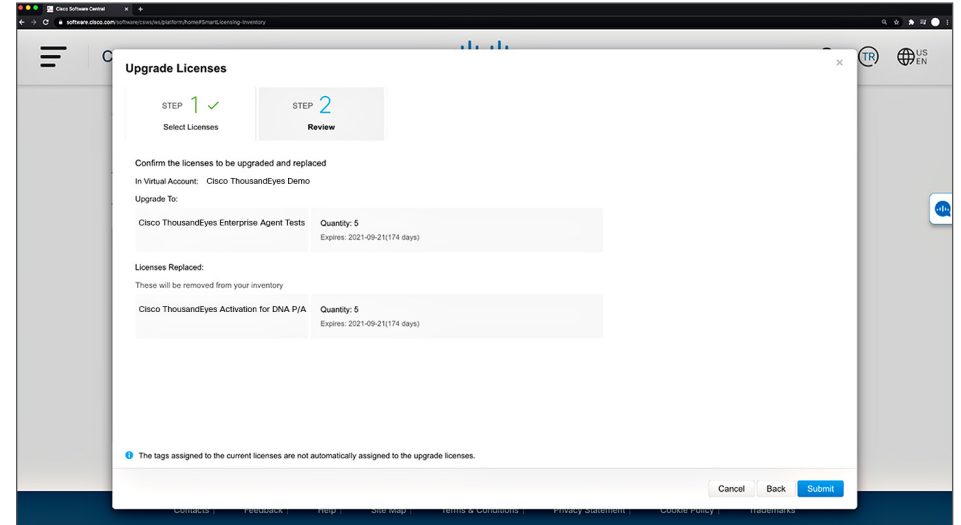 Cisco Software Central
software.cisco.com/software/csws/ws/platform/home#SmartLicensing-Inventory
C
TR
US
EN
Upgrade Licenses
STEP 1
Select Licenses
STEP 2
Review
Confirm the licenses to be upgraded and replaced
In Virtual Account: Cisco ThousandEyes Demo
Upgrade To:
Cisco ThousandEyes Enterprise Agent Tests
Quantity: 5
Expires: 2021-09-21(174 days)
Licenses Replaced:
These will be removed from your inventory
Cisco ThousandEyes Activation for DNA P/A
Quantity: 5
Expires: 2021-09-21(174 days)
The tags assigned to the current licenses are not automatically assigned to the upgrade licenses.
Cancel Back Submit
Contacts | Feedback | Help | Site Map | Terms & Conditions | Privacy Statement | Cookie Policy | Trademarks